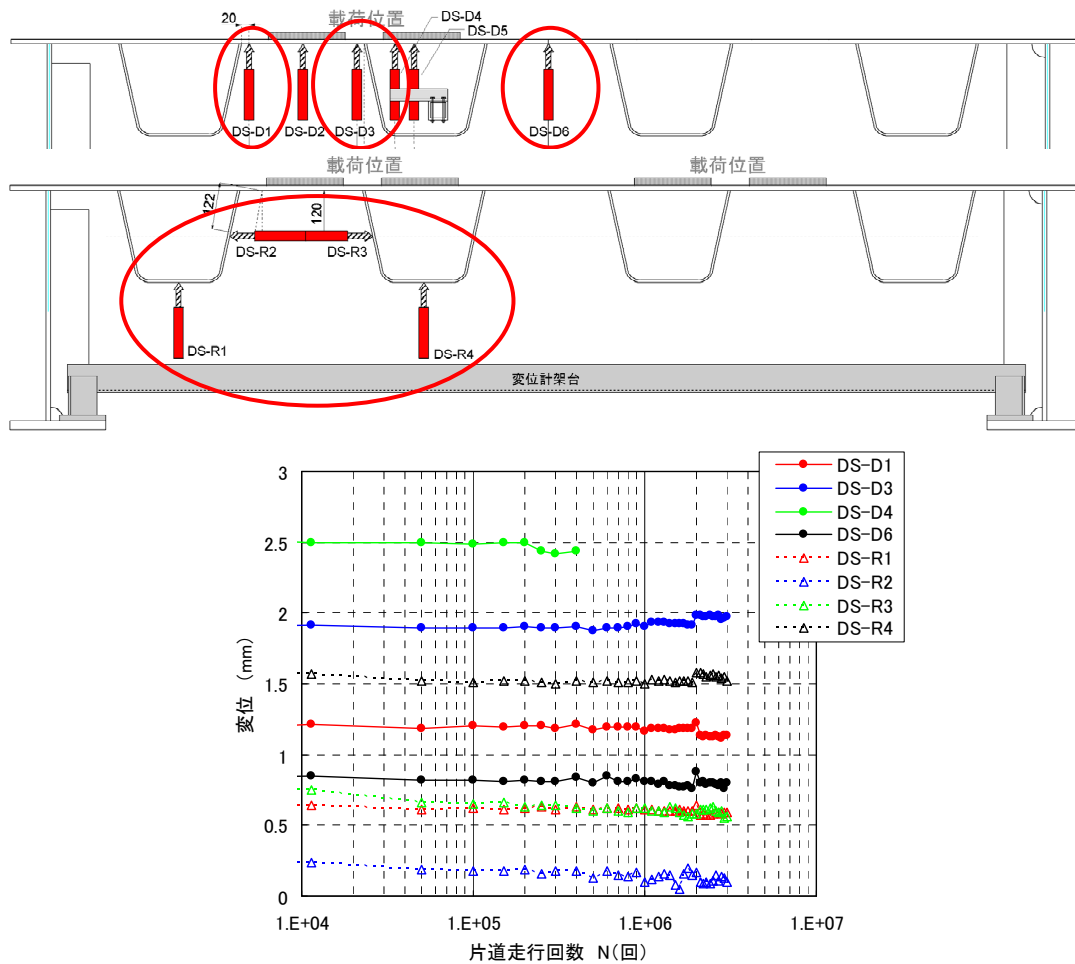 載荷位置
20
DS-D4
DS-D5
DS-D1
DS-D2
DS-D3
DS-D6
載荷位置
載荷位置
122
120
DS-R2
DS-R3
DS-R1
DS-R4
変位計架台
3
2.5
2
1.5
1
0.5
0
変位 (mm)
1.E+04
1.E+05
1.E+06
1.E+07
片道走行回数 N(回)
DS-D1
DS-D3
DS-D4
DS-D6
DS-R1
DS-R2
DS-R3
DS-R4